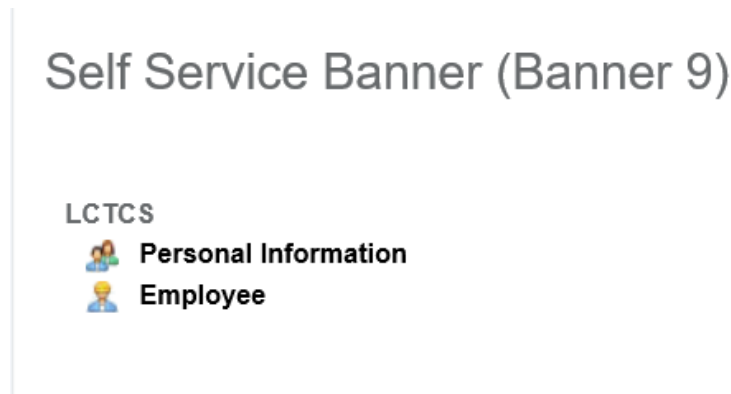 Self Service Banner (Banner 9)
LCTCS
Personal Information
Employee